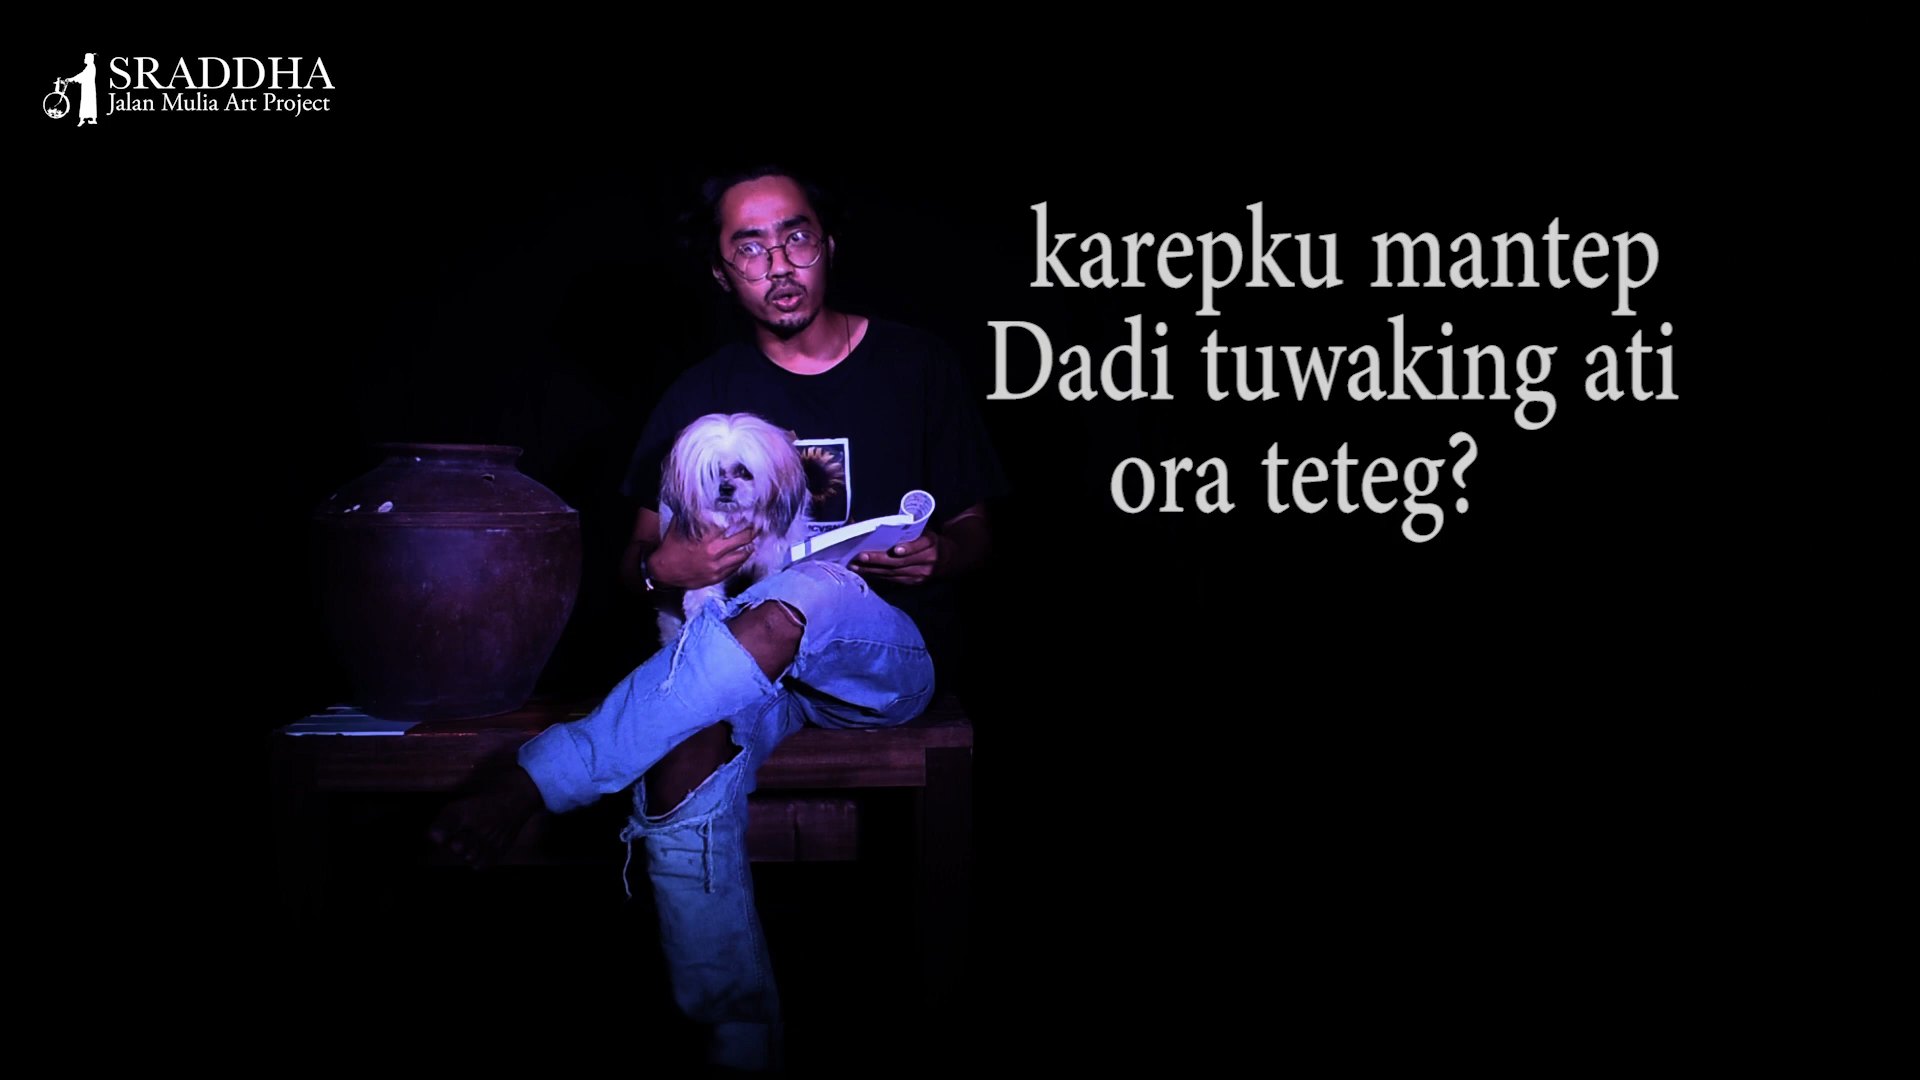 SRADDHA
Jalan Mulia Art Project
karepku mantep
Dadi tuwaking ati
ora teteg?